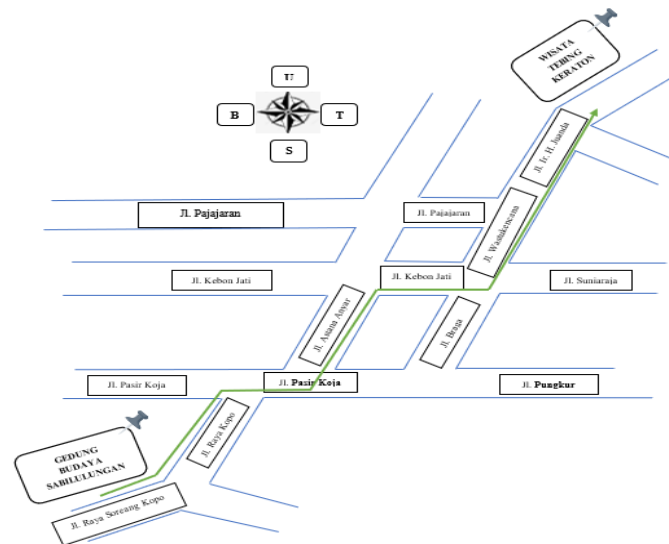 WISATA
TEBING
KERATON
U
B
T
S
Jl. Ir. H. Juanda
Jl. Pajajaran
Jl. Pajajaran
Jl. Wastukencana
Jl. Kebon Jati
Jl. Kebon Jati
Jl. Suniaraja
Jl. Astana Anyar
Jl. Braga
Jl. Pasir Koja
Jl. Pasir Koja
Jl. Pungkur
Jl. Raya Kopo
GEDUNG
BUDAYA
SABILULUNGAN
Jl. Raya Soreang Kopo